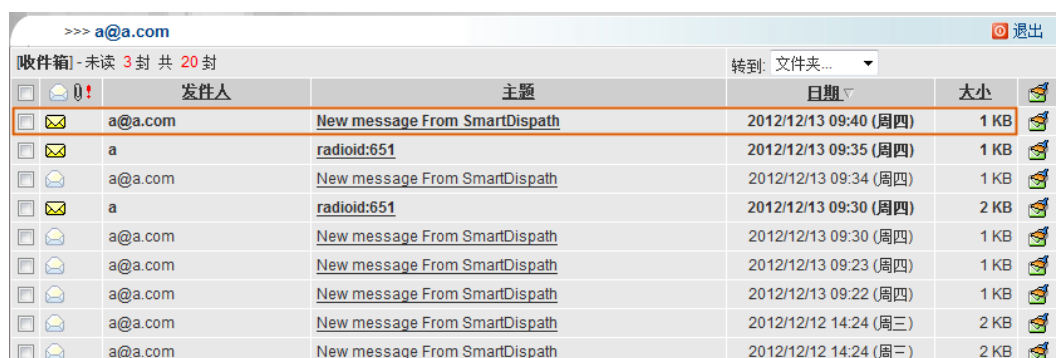 >>> a@a.com 退出
[收件箱] - 未读 3 封 共 20 封 转到: 文件夹...
发件人 主题 日期 大小
a@a.com New message From SmartDispath 2012/12/13 09:40 (周四) 1 KB
a radioid:651 2012/12/13 09:35 (周四) 1 KB
a@a.com New message From SmartDispath 2012/12/13 09:34 (周四) 1 KB
a radioid:651 2012/12/13 09:30 (周四) 2 KB
a@a.com New message From SmartDispath 2012/12/13 09:30 (周四) 1 KB
a@a.com New message From SmartDispath 2012/12/13 09:23 (周四) 1 KB
a@a.com New message From SmartDispath 2012/12/13 09:22 (周四) 1 KB
a@a.com New message From SmartDispath 2012/12/12 14:24 (周三) 2 KB
a@a.com New message From SmartDispath 2012/12/12 14:24 (周三) 2 KB